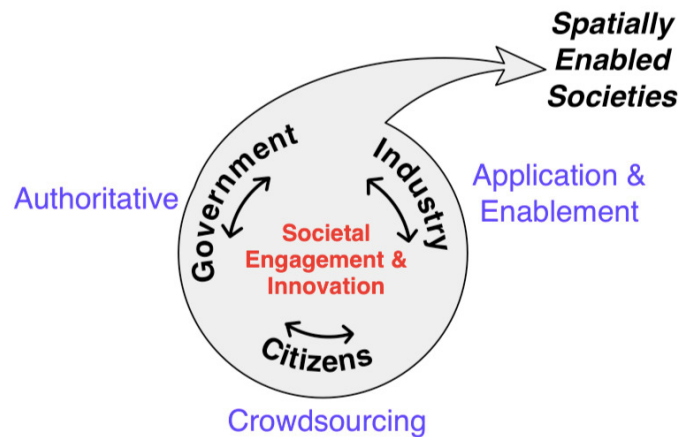 Spatially
Enabled
Societies
Government
Industry
Authoritative
Application &
Enablement
Societal
Engagement &
Innovation
Citizens
Crowdsourcing